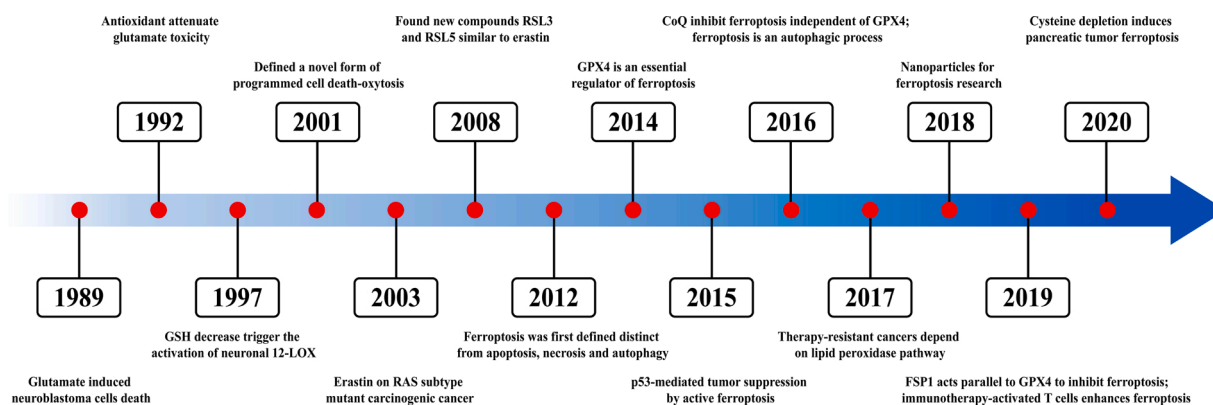 Antioxidant attenuate
glutamate toxicity
Found new compounds RSL3
and RSL5 similar to erastin
CoQ inhibit ferroptosis independent of GPX4;
ferroptosis is an autophagic process
Cysteine depletion induces
pancreatic tumor ferroptosis
Defined a novel form of
programmed cell death-oxytosis
GPX4 is an essential
regulator of ferroptosis
Nanoparticles for
ferroptosis research
1992
2001
2008
2014
2016
2018
2020
1989
1997
2003
2012
2015
2017
2019
GSH decrease trigger the
activation of neuronal 12-LOX
Ferroptosis was first defined distinct
from apoptosis, necrosis and autophagy
Therapy-resistant cancers depend
on lipid peroxidase pathway
Glutamate induced
neuroblastoma cells death
Erastin on RAS subtype
mutant carcinogenic cancer
p53-mediated tumor suppression
by active ferroptosis
FSP1 acts parallel to GPX4 to inhibit ferroptosis;
immunotherapy-activated T cells enhances ferroptosis